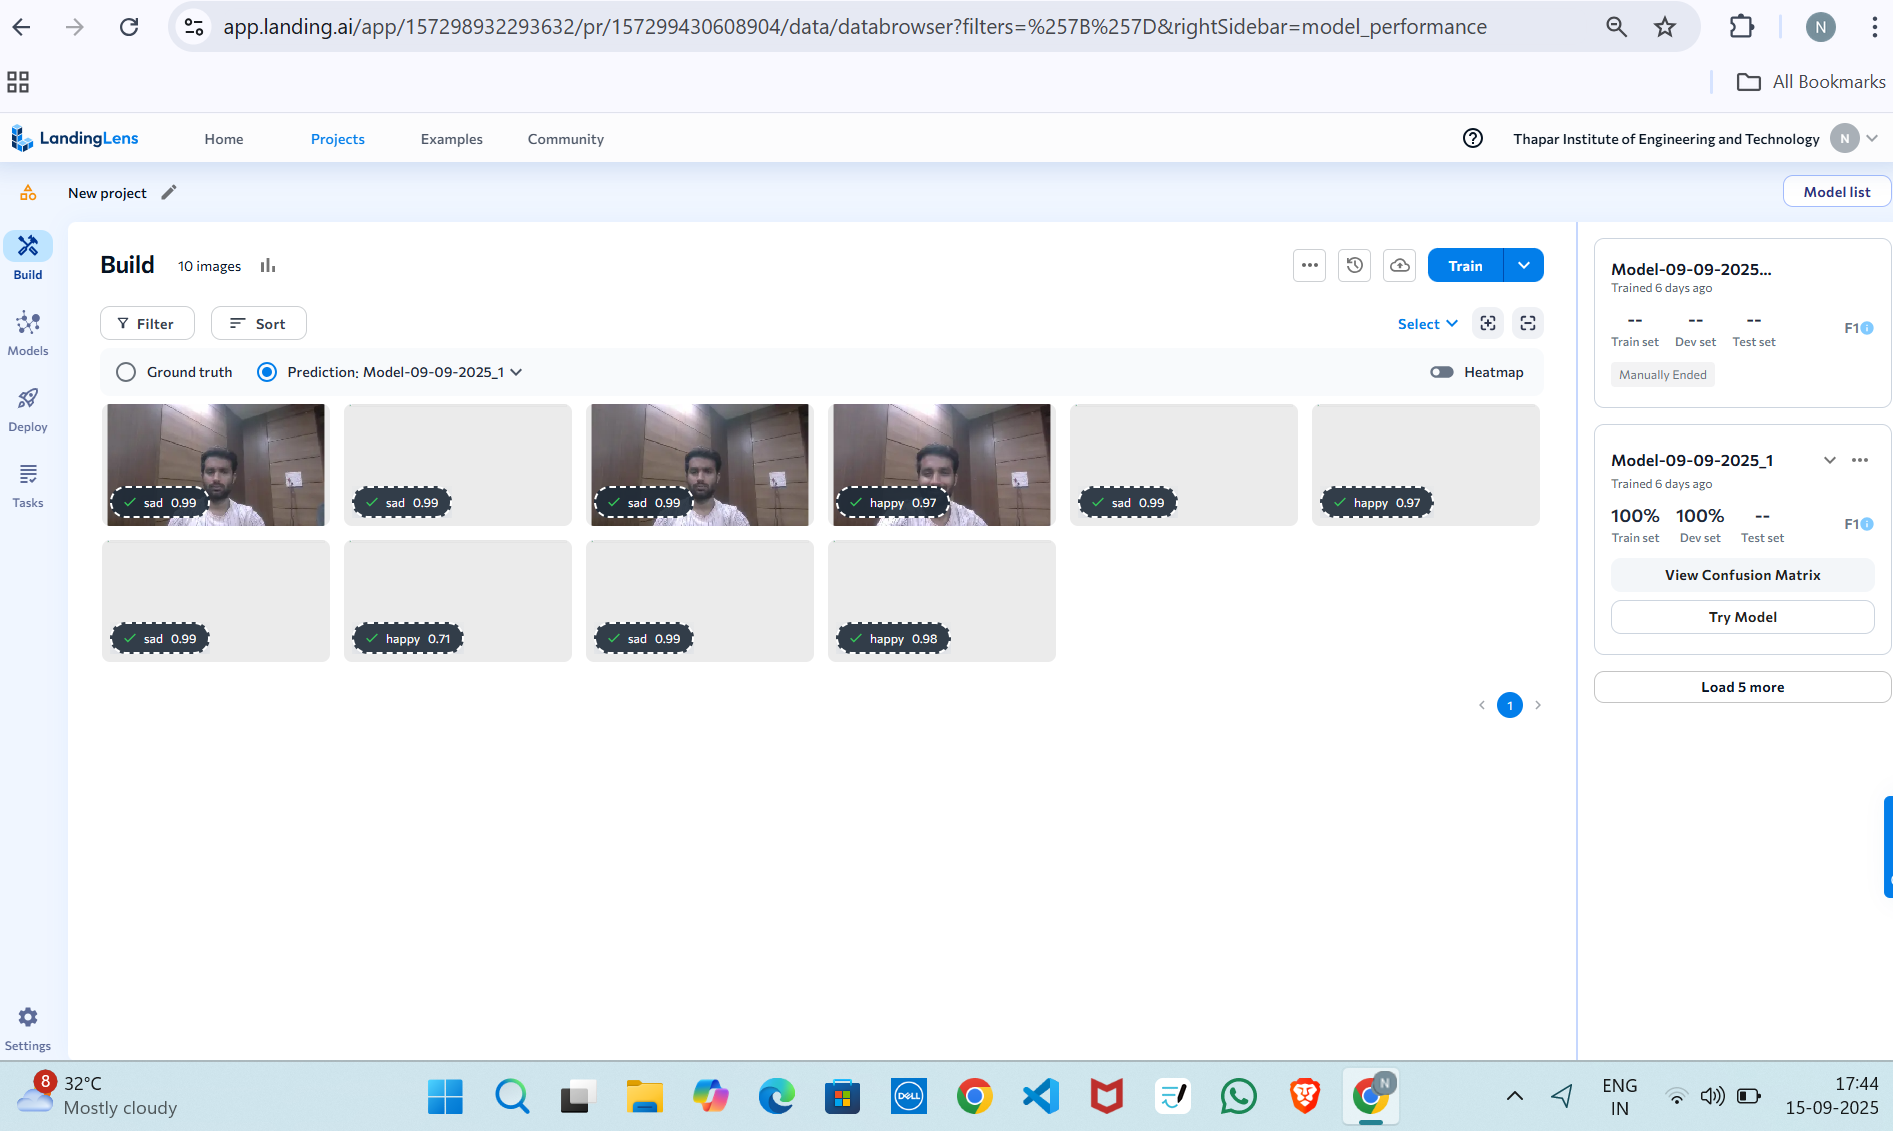 app.landing.ai/app/157298932293632/pr/157299430608904/data/databrowser?filters=%257B%257D&rightSidebar=model_performance
N
All Bookmarks
LandingLens
Home
Projects
Examples
Community
Thapar Institute of Engineering and Technology
N
New project
Model list
Build
Models
Deploy
Tasks
Settings
Build
10 images
Train
Filter
Sort
Select
Ground truth
Prediction: Model-09-09-2025_1
Heatmap
sad 0.99
sad 0.99
sad 0.99
happy 0.97
sad 0.99
happy 0.97
sad 0.99
happy 0.71
sad 0.99
happy 0.98
1
Model-09-09-2025...
Trained 6 days ago
-- -- --
Train set Dev set Test set
F1
Manually Ended
Model-09-09-2025_1
Trained 6 days ago
100% 100% --
Train set Dev set Test set
F1
View Confusion Matrix
Try Model
Load 5 more
8
32°C
Mostly cloudy
DELL
N
ENG
IN
17:44
15-09-2025